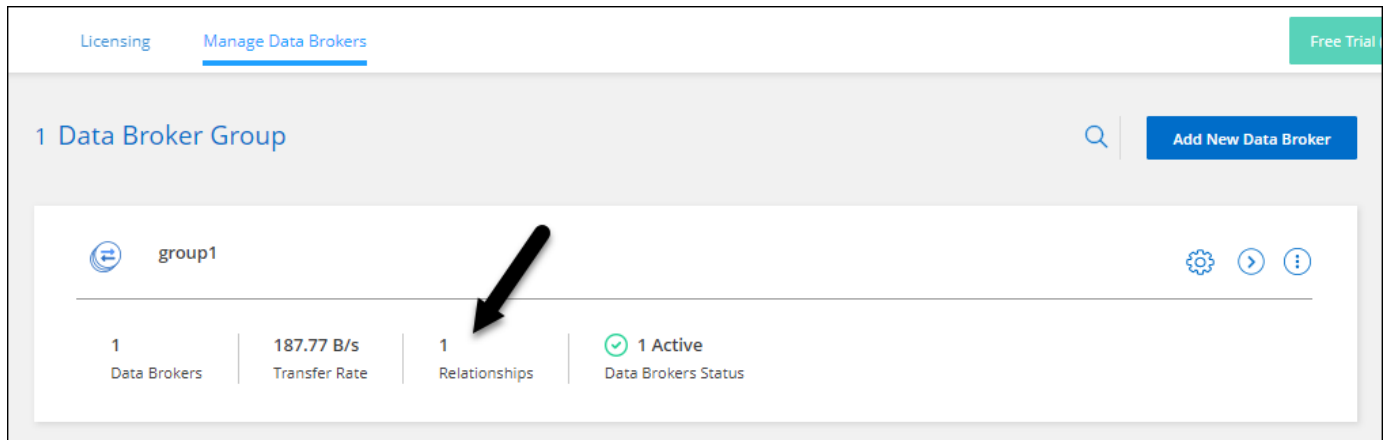 Licensing Manage Data Brokers Free Trial
1 Data Broker Group Add New Data Broker
group1
1 187.77 B/s 1 1 Active
Data Brokers Transfer Rate Relationships Data Brokers Status